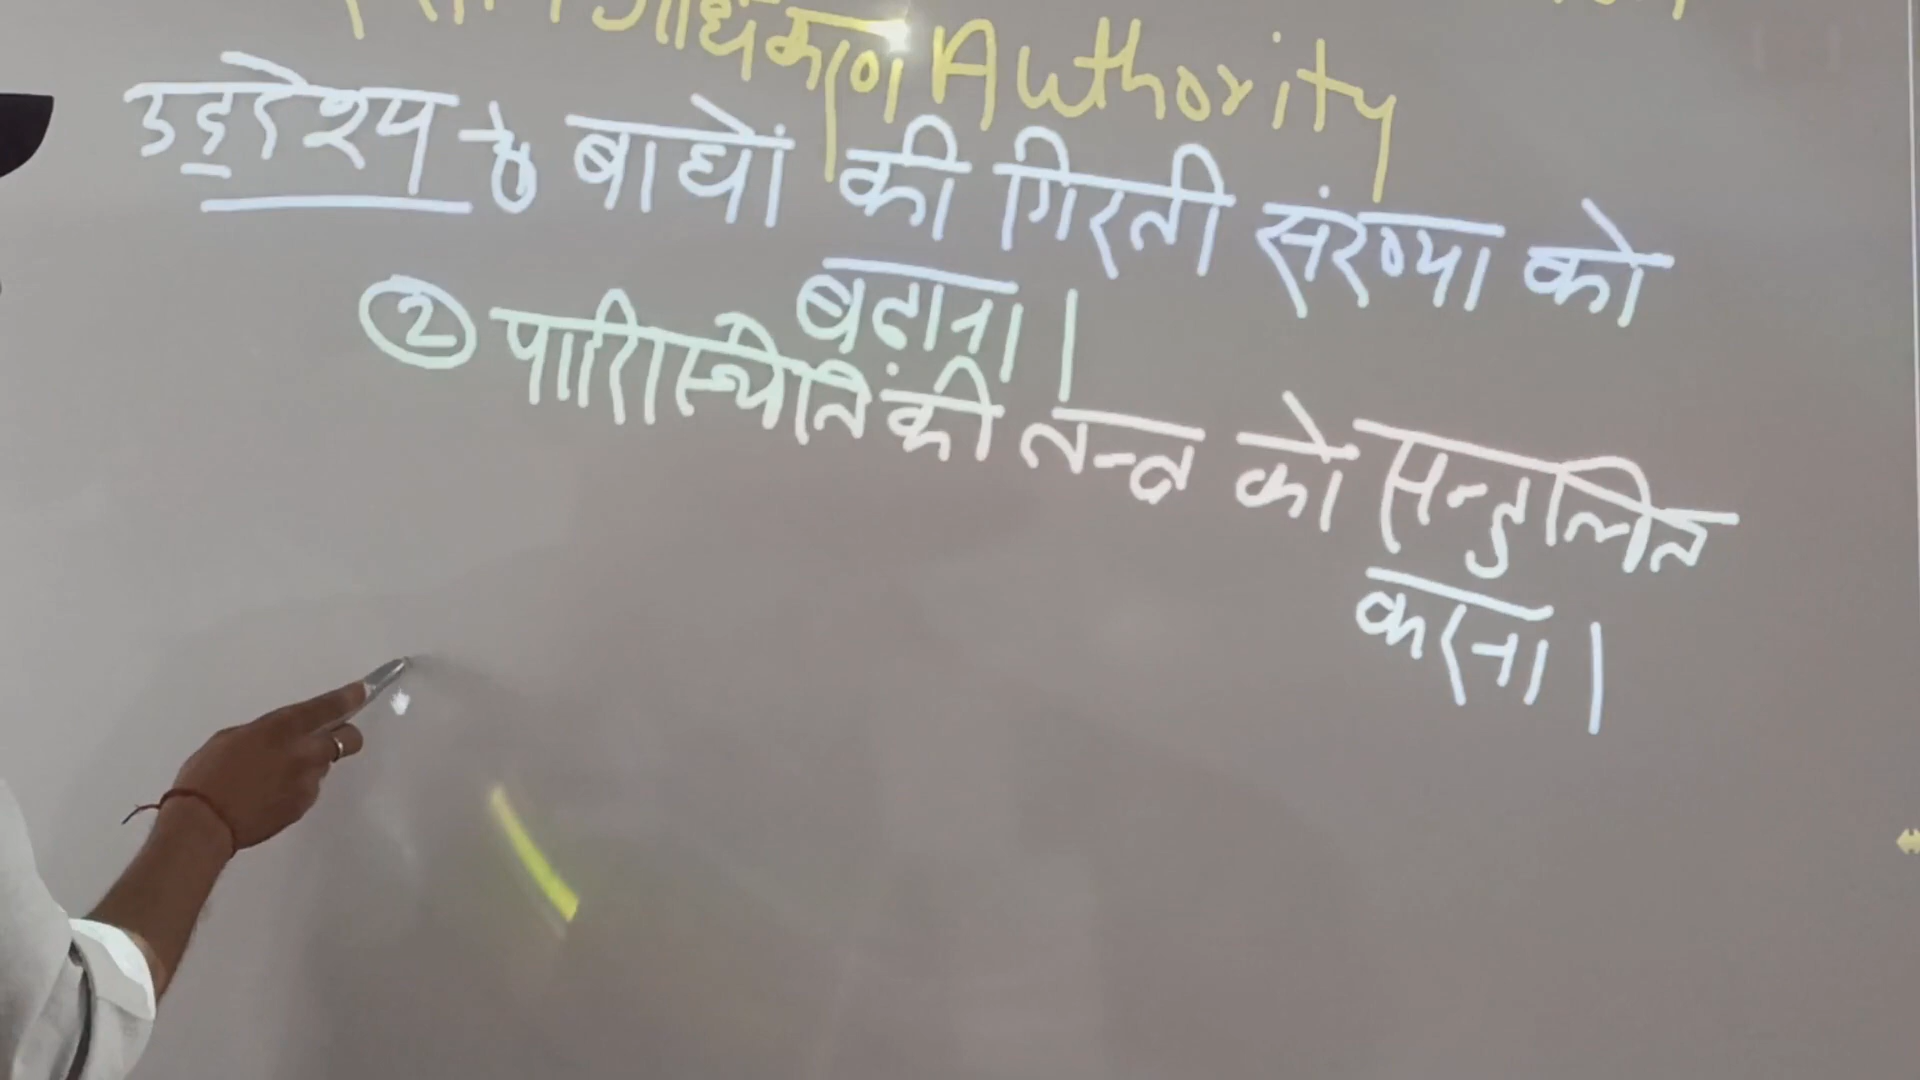 Authority
उद्देश्य → बाघों की गिरती संख्या को
बढ़ाना।
② पारिस्थितिकी तन्त्र को सन्तुलित
करना।